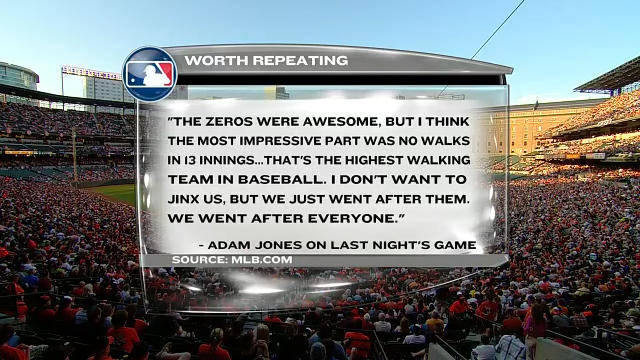 WORTH REPEATING
"THE ZEROS WERE AWESOME, BUT I THINK
THE MOST IMPRESSIVE PART WAS NO WALKS
IN 13 INNINGS...THAT'S THE HIGHEST WALKING
TEAM IN BASEBALL. I DON'T WANT TO
JINX US, BUT WE JUST WENT AFTER THEM.
WE WENT AFTER EVERYONE."
- ADAM JONES ON LAST NIGHT'S GAME
SOURCE: MLB.COM